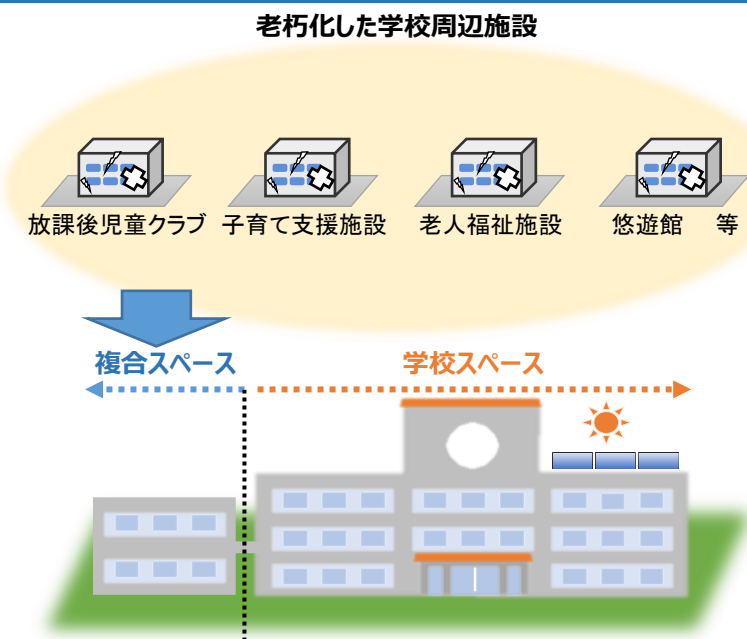 老朽化した学校周辺施設
放課後児童クラブ 子育て支援施設 老人福祉施設 悠遊館 等
複合スペース 学校スペース